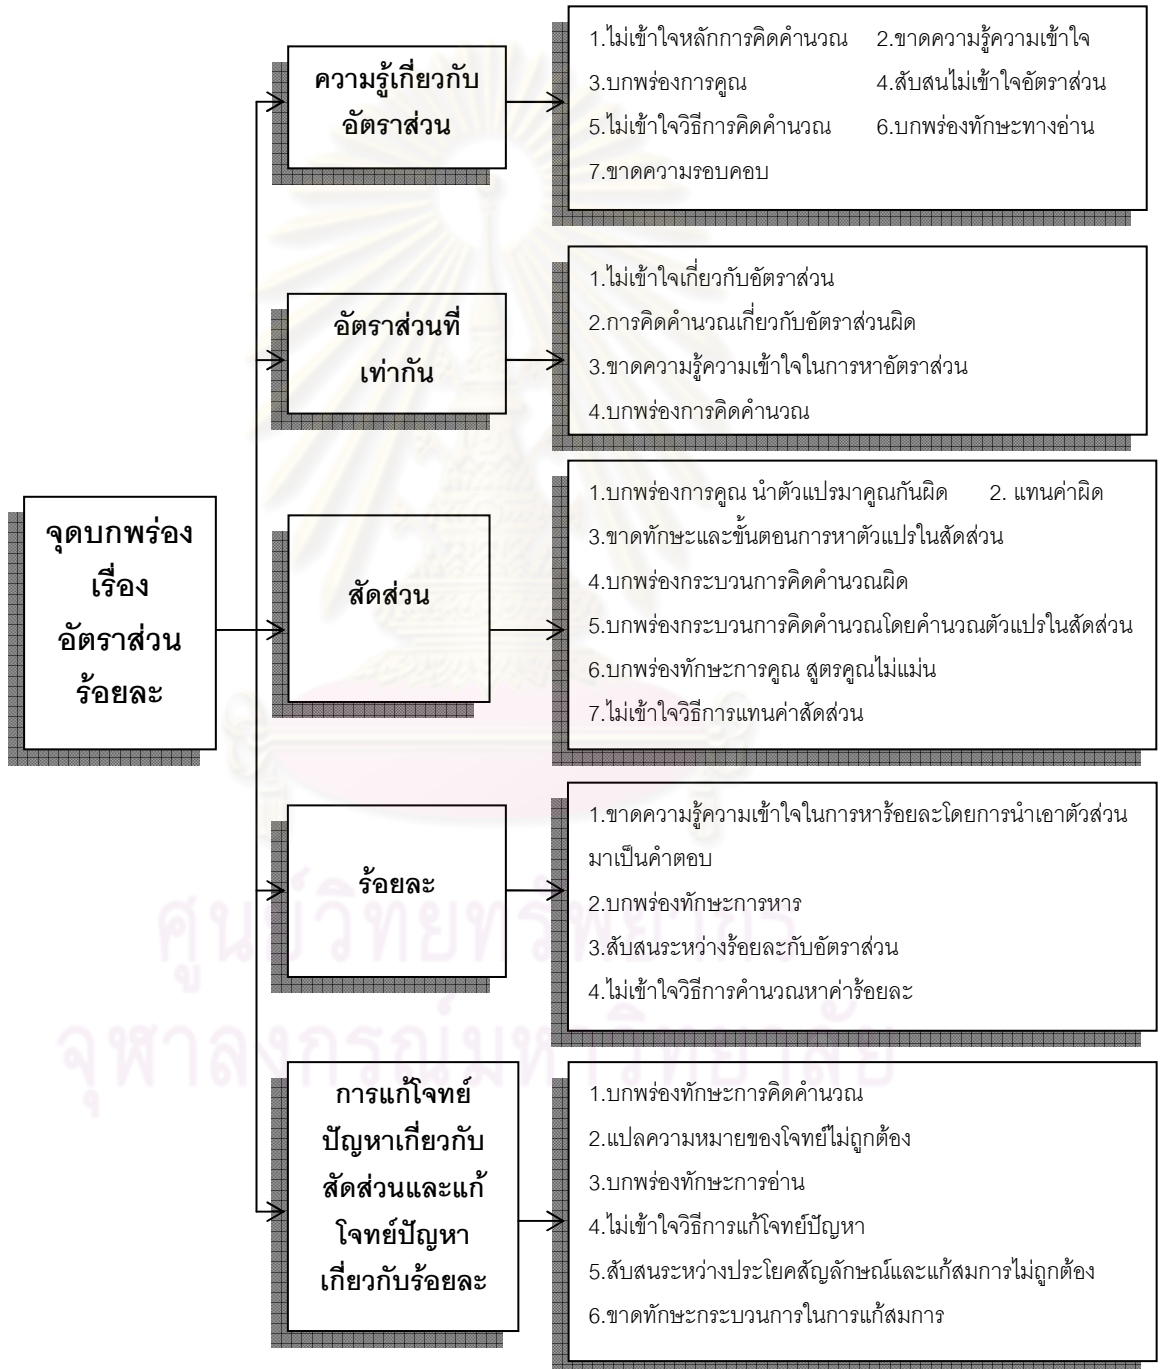 ความรู้เกี่ยวกับ
อัตราส่วน
1.ไม่เข้าใจหลักการคิดคำนวณ 2.ขาดความรู้ความเข้าใจ
3.บกพร่องการคูณ 4.สับสนไม่เข้าใจอัตราส่วน
5.ไม่เข้าใจวิธีการคิดคำนวณ 6.บกพร่องทักษะทางอ่าน
7.ขาดความรอบคอบ
อัตราส่วนที่
เท่ากัน
1.ไม่เข้าใจเกี่ยวกับอัตราส่วน
2.การคิดคำนวณเกี่ยวกับอัตราส่วนผิด
3.ขาดความรู้ความเข้าใจในการหาอัตราส่วน
4.บกพร่องการคิดคำนวณ
จุดบกพร่อง
เรื่อง
อัตราส่วน
ร้อยละ
สัดส่วน
1.บกพร่องการคูณ นำตัวแปรมาคูณกันผิด 2. แทนค่าผิด
3.ขาดทักษะและขั้นตอนการหาตัวแปรในสัดส่วน
4.บกพร่องกระบวนการคิดคำนวณผิด
5.บกพร่องกระบวนการคิดคำนวณโดยคำนวณตัวแปรในสัดส่วน
6.บกพร่องทักษะการคูณ สูตรคูณไม่แม่น
7.ไม่เข้าใจวิธีการแทนค่าสัดส่วน
ร้อยละ
1.ขาดความรู้ความเข้าใจในการหาร้อยละโดยการนำเอาตัวส่วน
มาเป็นคำตอบ
2.บกพร่องทักษะการหาร
3.สับสนระหว่างร้อยละกับอัตราส่วน
4.ไม่เข้าใจวิธีการคำนวณหาค่าร้อยละ
ศูนย์วิทยทรัพยากร
จุฬาลงกรณ์มหาวิทยาลัย
การแก้โจทย์
ปัญหาเกี่ยวกับ
สัดส่วนและแก้
โจทย์ปัญหา
เกี่ยวกับร้อยละ
1.บกพร่องทักษะการคิดคำนวณ
2.แปลความหมายของโจทย์ไม่ถูกต้อง
3.บกพร่องทักษะการอ่าน
4.ไม่เข้าใจวิธีการแก้โจทย์ปัญหา
5.สับสนระหว่างประโยคสัญลักษณ์และแก้สมการไม่ถูกต้อง
6.ขาดทักษะกระบวนการในการแก้สมการ